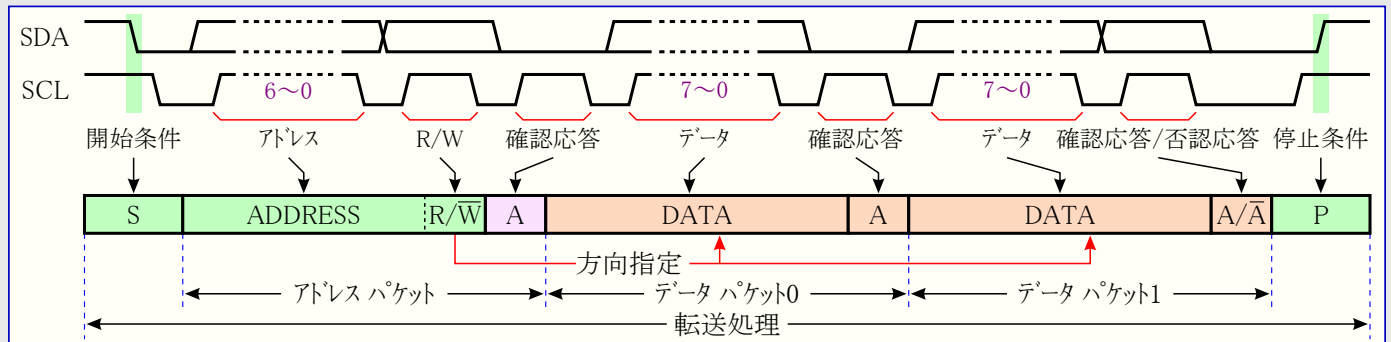 SDA
SCL
6～0
7～0
7～0
開始条件 アドレス R/W 確認応答 データ 確認応答 データ 確認応答/否認応答 停止条件
S ADDRESS R/W̅ A DATA A DATA A/A̅ P
方向指定
アドレス パケット データ パケット0 データ パケット1
転送処理